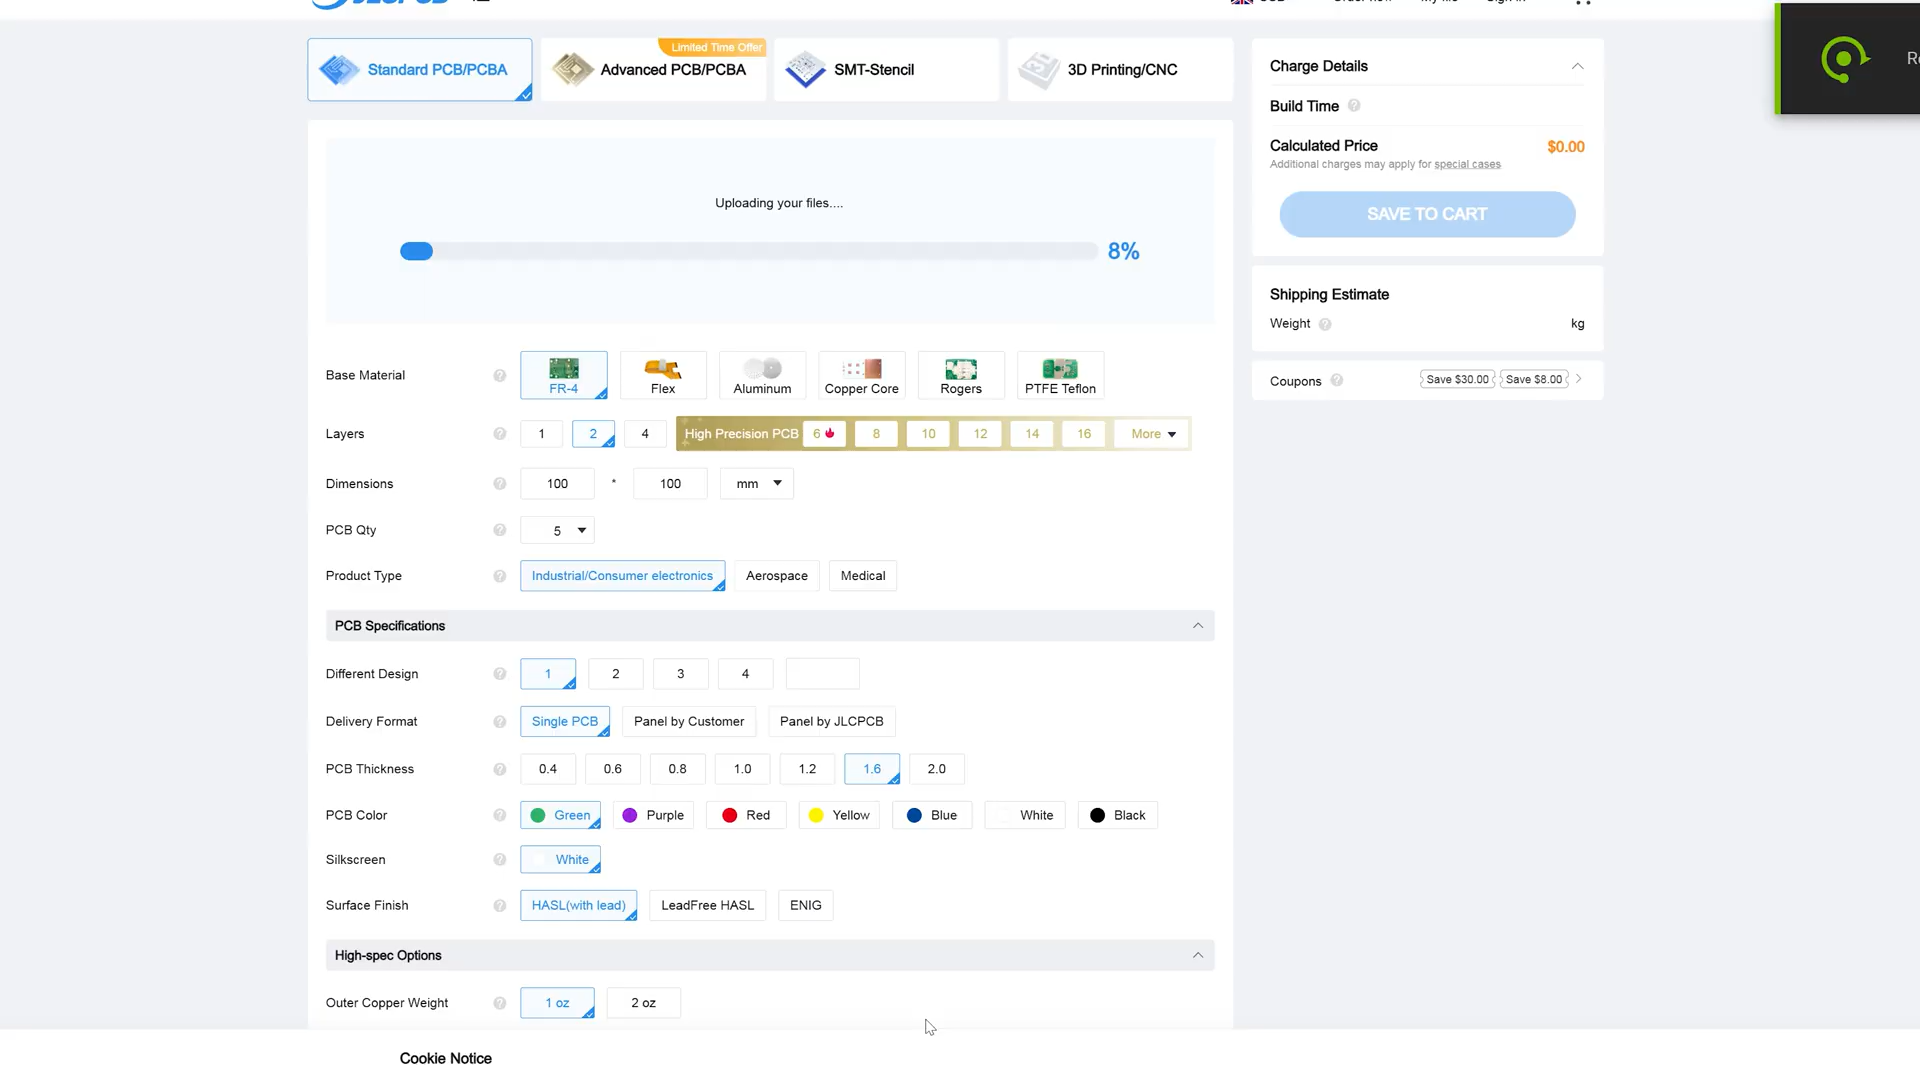 Standard PCB/PCBA
Limited Time Offer
Advanced PCB/PCBA
SMT-Stencil
3D Printing/CNC
Uploading your files....
8%
Base Material
FR-4
Flex
Aluminum
Copper Core
Rogers
PTFE Teflon
Layers
1
2
4
High Precision PCB
6
8
10
12
14
16
More
Dimensions
100
*
100
mm
PCB Qty
5
Product Type
Industrial/Consumer electronics
Aerospace
Medical
PCB Specifications
Different Design
1
2
3
4
Delivery Format
Single PCB
Panel by Customer
Panel by JLCPCB
PCB Thickness
0.4
0.6
0.8
1.0
1.2
1.6
2.0
PCB Color
Green
Purple
Red
Yellow
Blue
White
Black
Silkscreen
White
Surface Finish
HASL(with lead)
LeadFree HASL
ENIG
High-spec Options
Outer Copper Weight
1 oz
2 oz
Charge Details
Build Time
Calculated Price
$0.00
Additional charges may apply for special cases
SAVE TO CART
Shipping Estimate
Weight
kg
Coupons
Save $30.00
Save $8.00
Cookie Notice